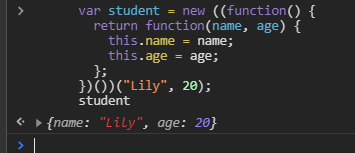 > var student = new ((function() {
return function(name, age) {
this.name = name;
this.age = age;
};
})())("Lily", 20);
student
{name: "Lily", age: 20}
>